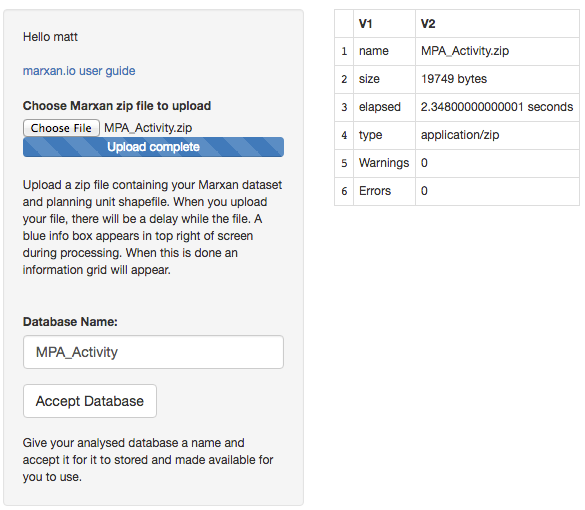 Hello matt
marxan.io user guide
Choose Marxan zip file to upload
Choose File MPA_Activity.zip
Upload complete
Upload a zip file containing your Marxan dataset
and planning unit shapefile. When you upload
your file, there will be a delay while the file. A
blue info box appears in top right of screen
during processing. When this is done an
information grid will appear.
Database Name:
MPA_Activity
Accept Database
Give your analysed database a name and
accept it for it to stored and made available for
you to use.
V1 V2
1 name MPA_Activity.zip
2 size 19749 bytes
3 elapsed 2.34800000000001 seconds
4 type application/zip
5 Warnings 0
6 Errors 0